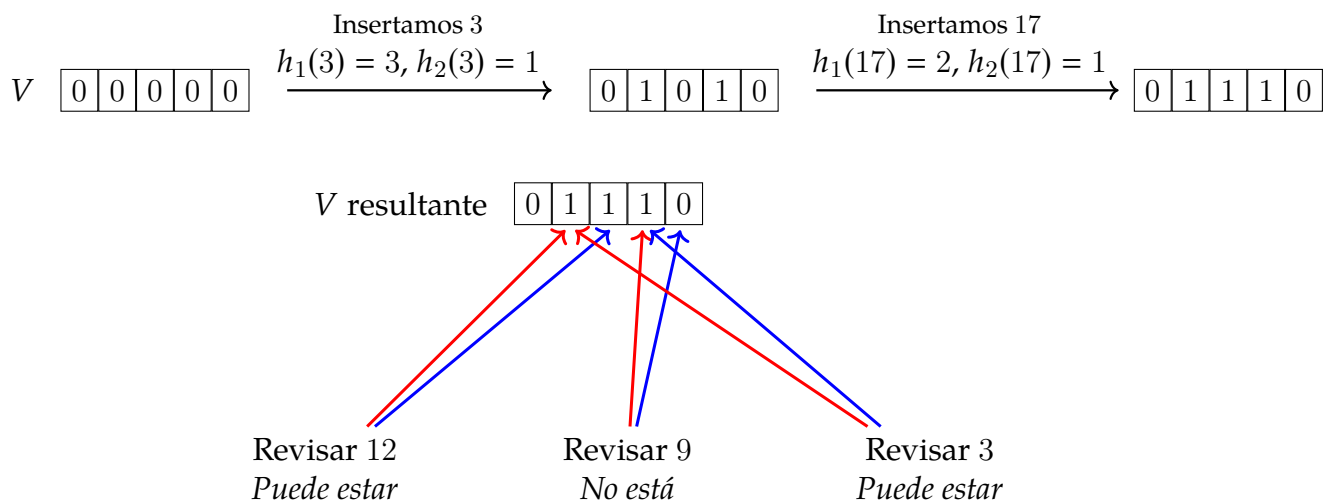 Insertamos 3
Insertamos 17
h₁(3) = 3, h₂(3) = 1
h₁(17) = 2, h₂(17) = 1
V 0 0 0 0 0
0 1 0 1 0
0 1 1 1 0
V resultante 0 1 1 1 0
Revisar 12
Puede estar
Revisar 9
No está
Revisar 3
Puede estar